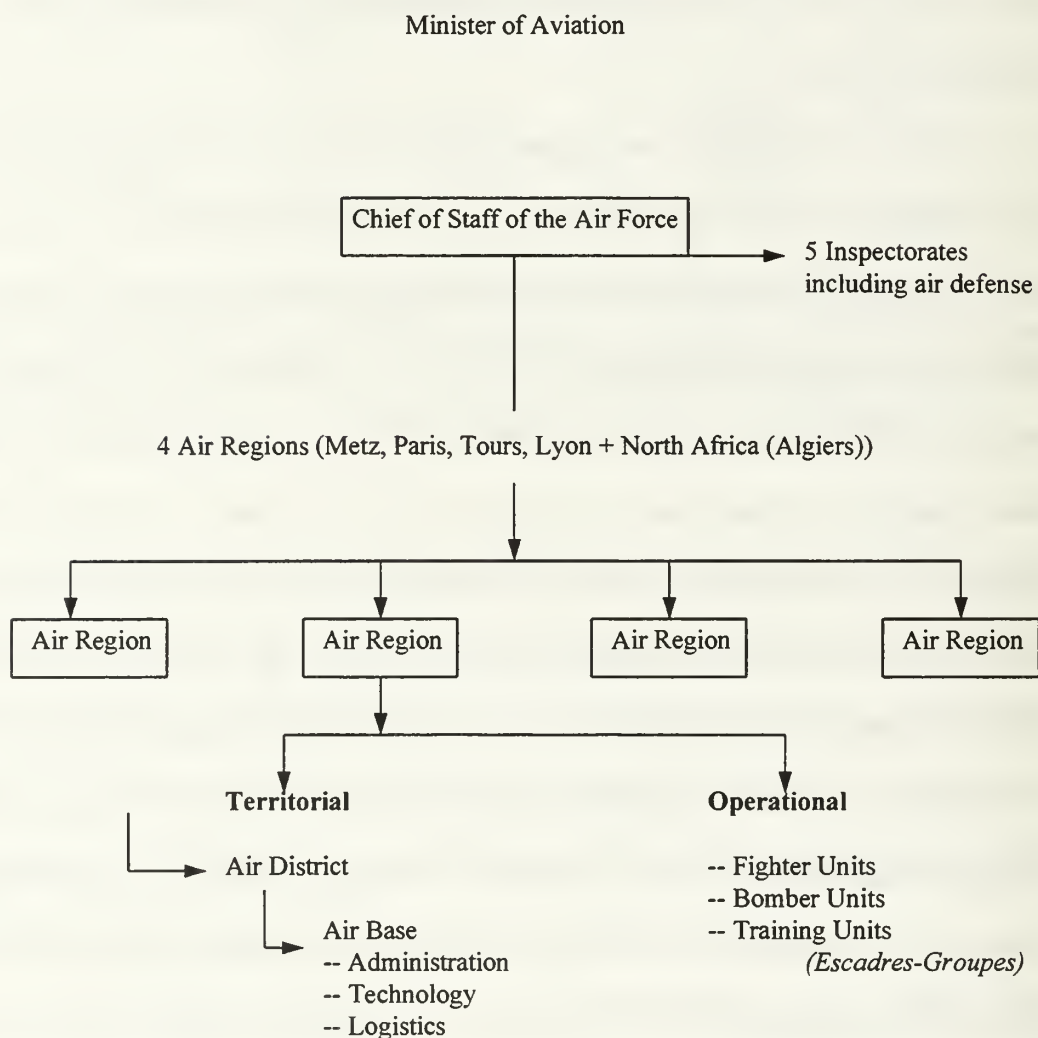 Minister of Aviation
Chief of Staff of the Air Force
5 Inspectorates
including air defense
4 Air Regions (Metz, Paris, Tours, Lyon + North Africa (Algiers))
Air Region
Air Region
Air Region
Air Region
Territorial
Operational
Air District
-- Fighter Units
-- Bomber Units
-- Training Units
(Escadres-Groupes)
Air Base
-- Administration
-- Technology
-- Logistics